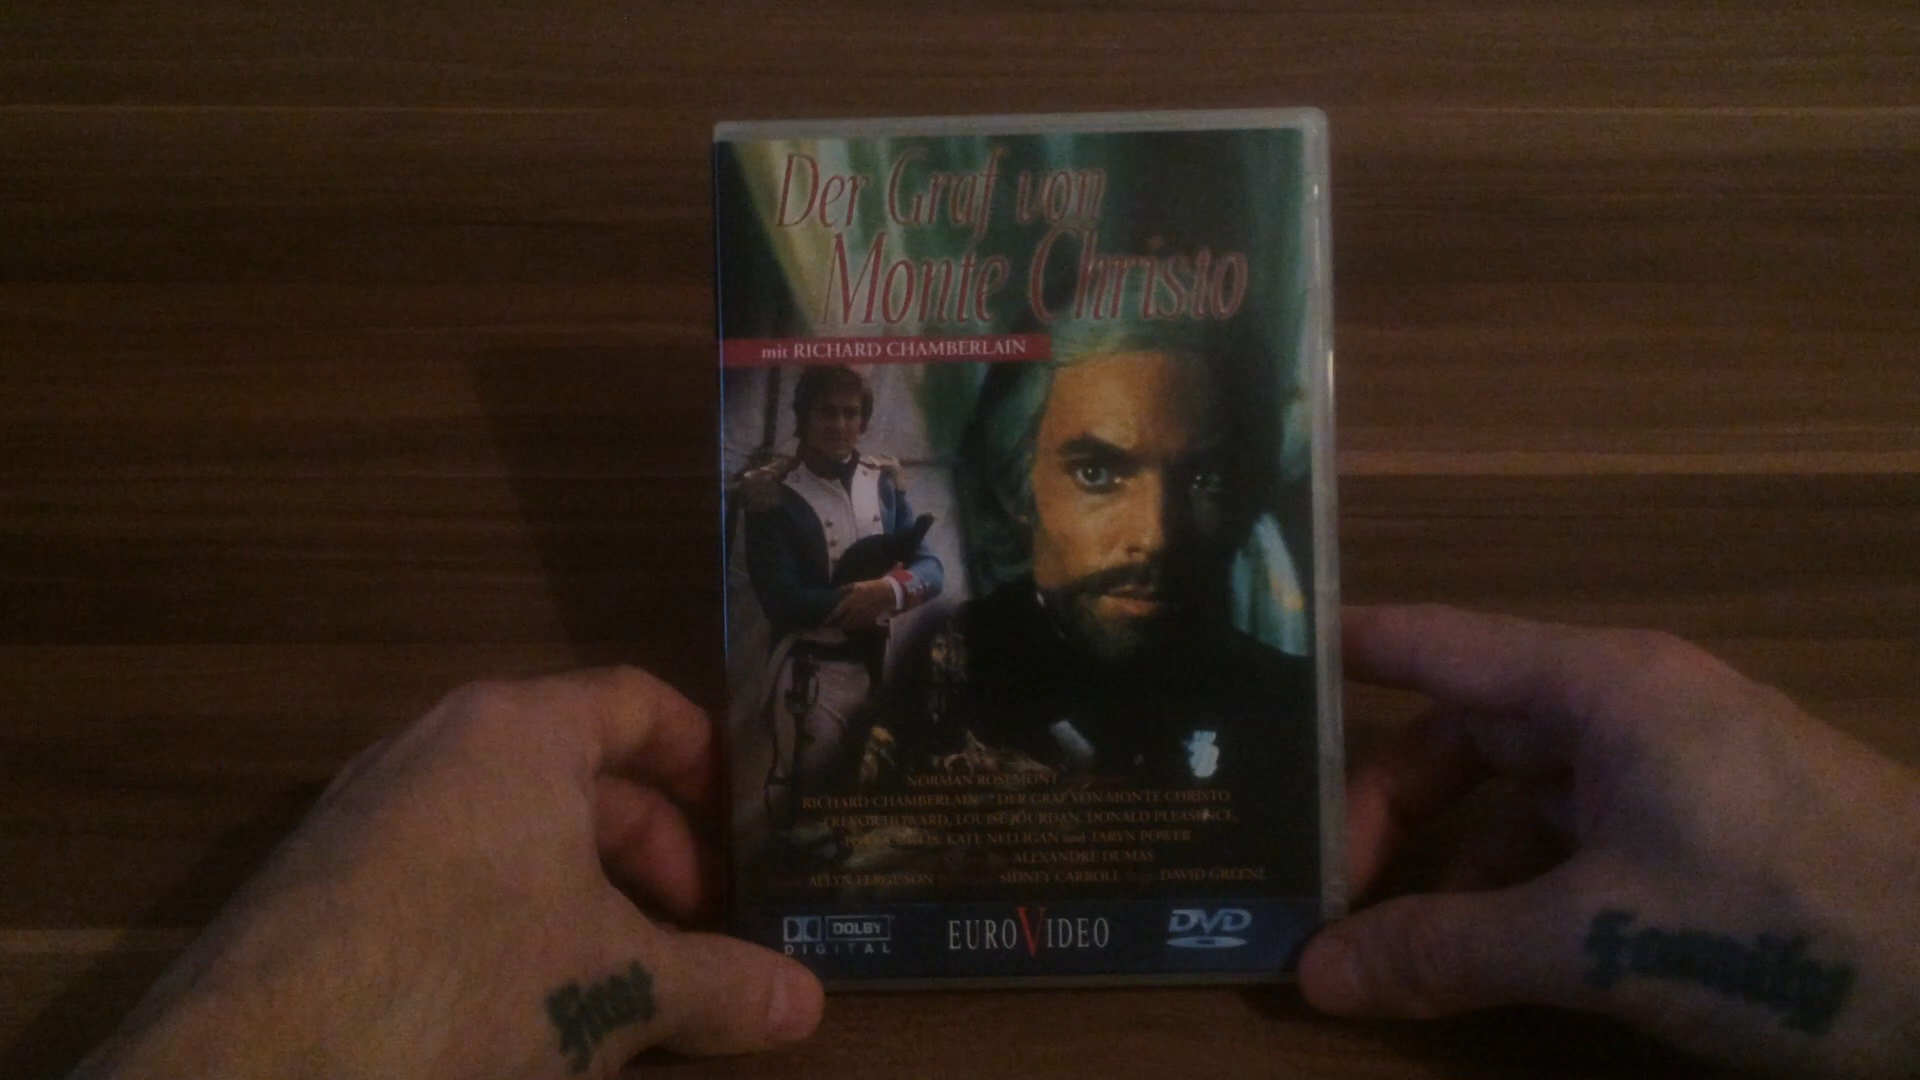 Der Graf von
Monte Christo
mit RICHARD CHAMBERLAIN
NORMAN ROSEMONT
RICHARD CHAMBERLAIN "DER GRAF VON MONTE CHRISTO
TREVOR HOWARD, LOUIS JOURDAN, DONALD PLEASENCE,
KATE NELLIGAN und TARYN POWER
ALEXANDRE DUMAS
ALLYN FERGUSON SIDNEY CARROLL DAVID GREENE
DOLBY
DIGITAL
EUROVIDEO
DVD